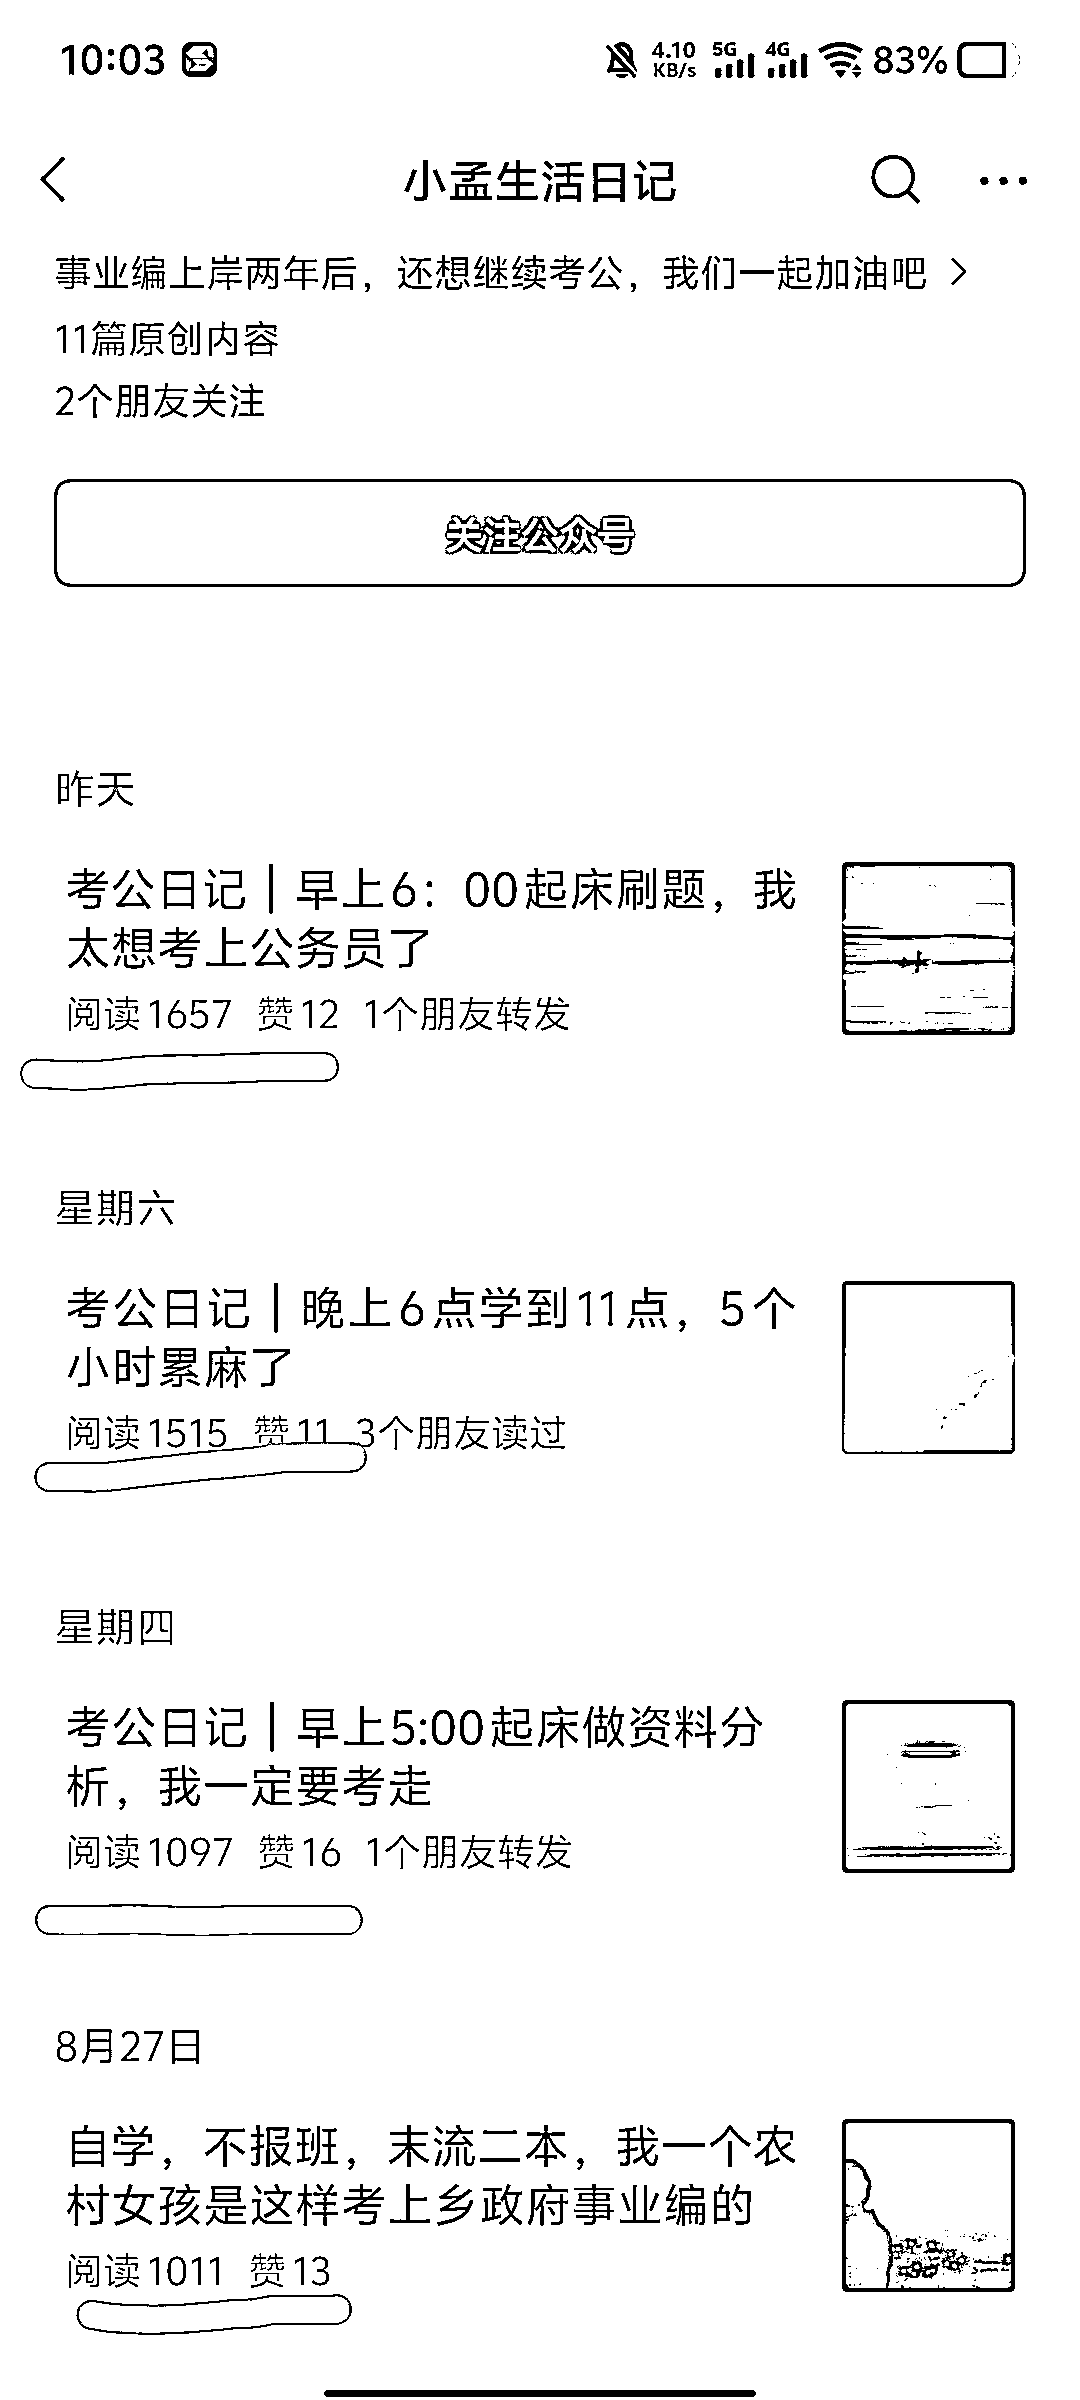 10:03
4.10 KB/s 5G 4G 83%
小孟生活日记
事业编上岸两年后，还想继续考公，我们一起加油吧
11篇原创内容
2个朋友关注
关注公众号
昨天
考公日记｜早上6：00起床刷题，我
太想考上公务员了
阅读1657 赞12 1个朋友转发
星期六
考公日记｜晚上6点学到11点，5个
小时累麻了
阅读1515 赞11 3个朋友读过
星期四
考公日记｜早上5:00起床做资料分
析，我一定要考走
阅读1097 赞16 1个朋友转发
8月27日
自学，不报班，末流二本，我一个农
村女孩是这样考上乡政府事业编的
阅读1011 赞13